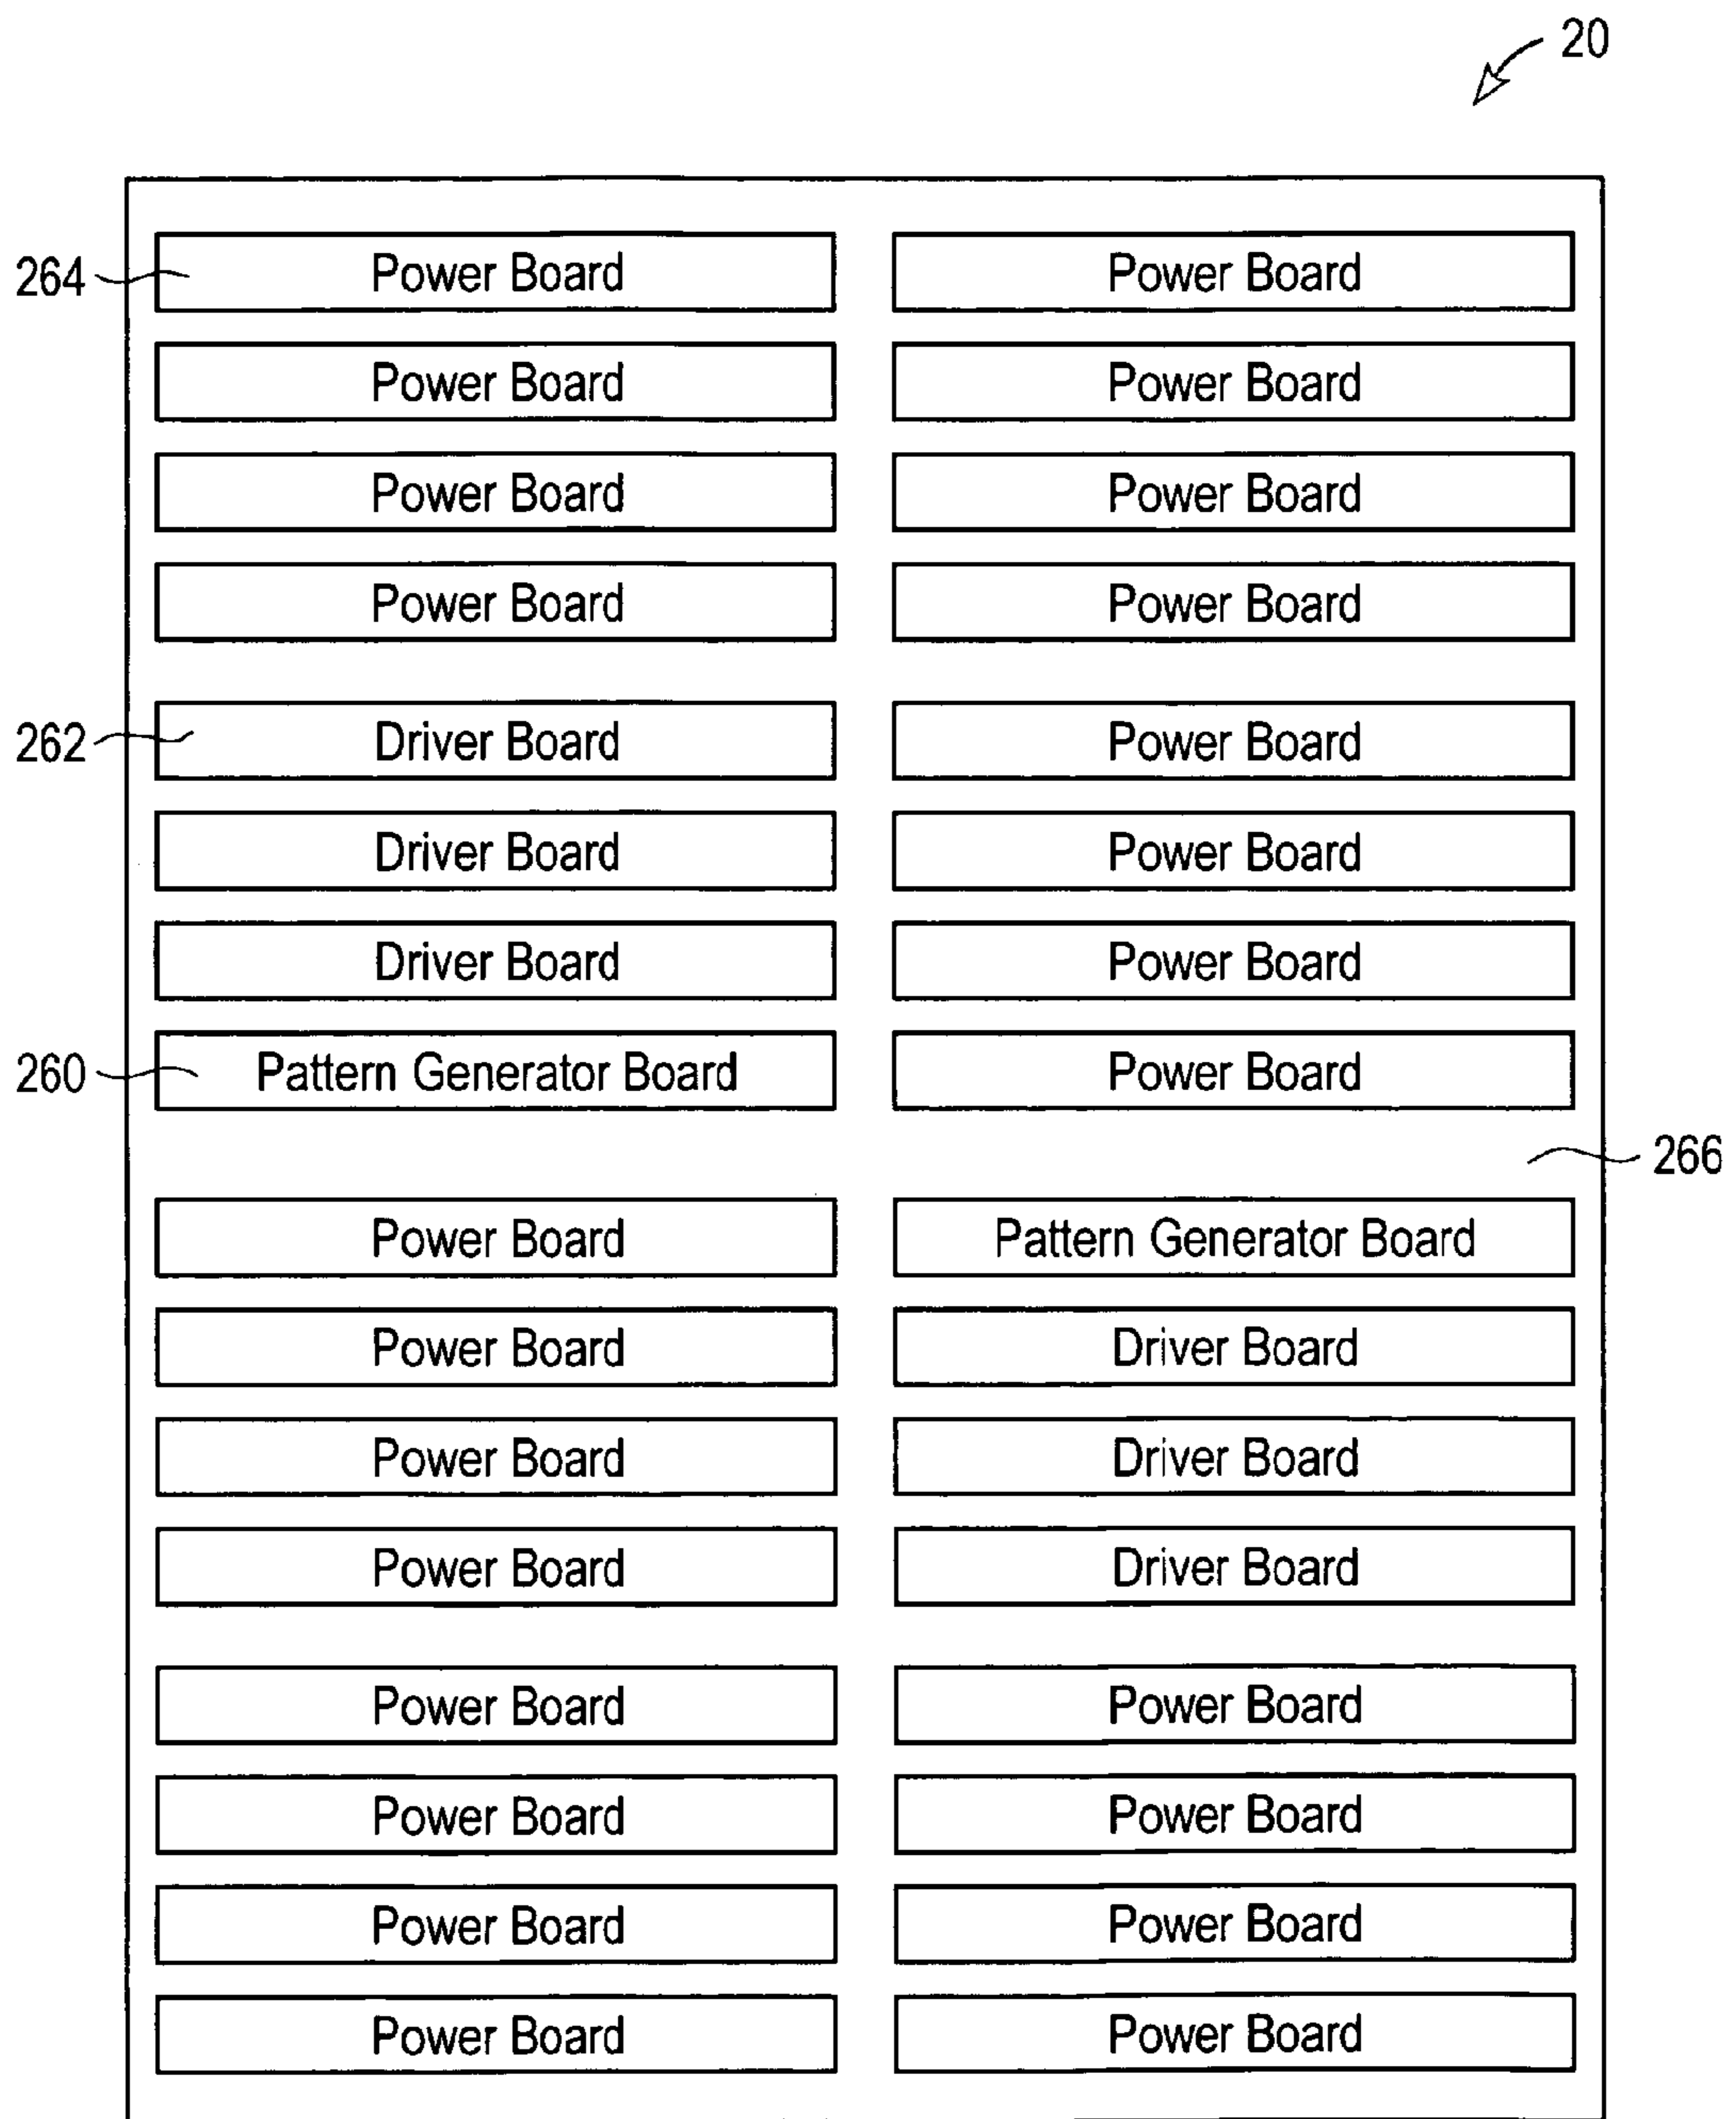 20
264 Power Board Power Board
Power Board Power Board
Power Board Power Board
Power Board Power Board
262 Driver Board Power Board
Driver Board Power Board
Driver Board Power Board
260 Pattern Generator Board Power Board
266
Power Board Pattern Generator Board
Power Board Driver Board
Power Board Driver Board
Power Board Driver Board
Power Board Power Board
Power Board Power Board
Power Board Power Board
Power Board Power Board